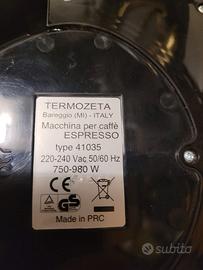 TERMOZETA
Bareggio (MI) - ITALY
Macchina per caffè
ESPRESSO
type 41035
220-240 Vac 50/60 Hz
750-980 W
CE
GS
Made in PRC
subito